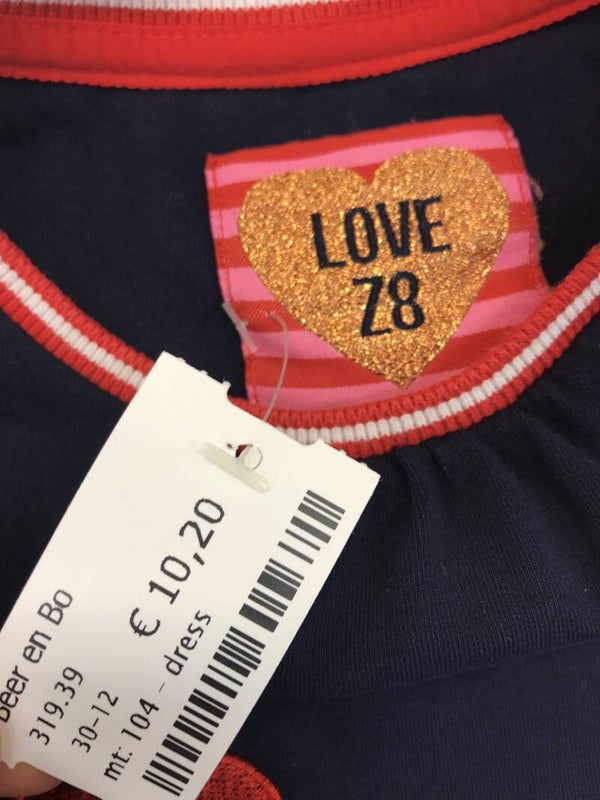 LOVE
Z8
Beer en Bo
319.39
30-12
€ 10,20
mt: 104 - dress